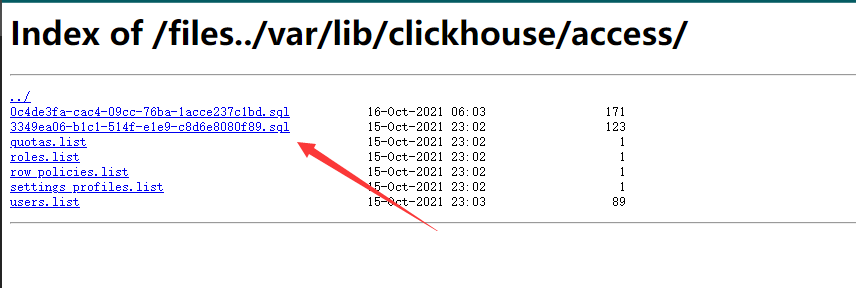 Index of /files../var/lib/clickhouse/access/
../
0c4de3fa-cac4-09cc-76ba-1acce237c1bd.sql 16-Oct-2021 06:03 171
3349ea06-b1c1-514f-e1e9-c8d6e8080f89.sql 15-Oct-2021 23:02 123
quotas.list 15-Oct-2021 23:02 1
roles.list 15-Oct-2021 23:02 1
row_policies.list 15-Oct-2021 23:02 1
settings_profiles.list 15-Oct-2021 23:02 1
users.list 15-Oct-2021 23:03 89